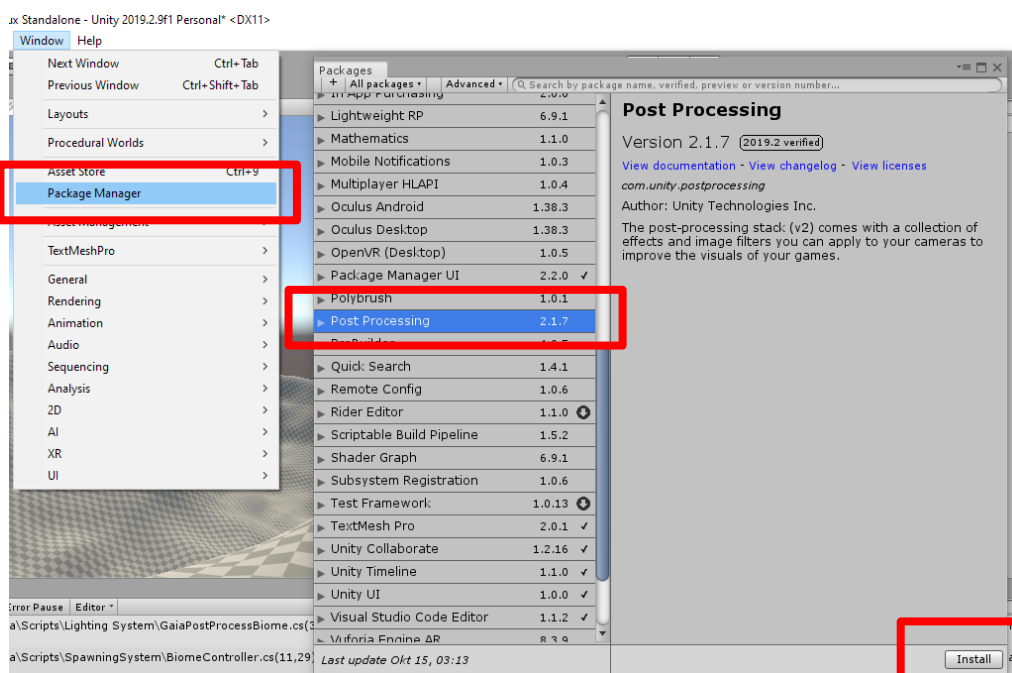 ux Standalone - Unity 2019.2.9f1 Personal* <DX11>
Window Help
Next Window Ctrl+Tab
Previous Window Ctrl+Shift+Tab
Layouts >
Procedural Worlds >
Asset Store Ctrl+9
Package Manager
Asset Management
TextMeshPro >
General >
Rendering >
Animation >
Audio >
Sequencing >
Analysis >
2D >
AI >
XR >
UI >
Packages
+ All packages Advanced Search by package name, verified, preview or version number...
In App Purchasing 2.0.6
Lightweight RP 6.9.1
Mathematics 1.1.0
Mobile Notifications 1.0.3
Multiplayer HLAPI 1.0.4
Oculus Android 1.38.3
Oculus Desktop 1.38.3
OpenVR (Desktop) 1.0.5
Package Manager UI 2.2.0 ✓
Polybrush 1.0.1
Post Processing 2.1.7
ProBuilder
Quick Search 1.4.1
Remote Config 1.0.6
Rider Editor 1.1.0
Scriptable Build Pipeline 1.5.2
Shader Graph 6.9.1
Subsystem Registration 1.0.6
Test Framework 1.0.13
TextMesh Pro 2.0.1 ✓
Unity Collaborate 1.2.16 ✓
Unity Timeline 1.1.0 ✓
Unity UI 1.0.0 ✓
Visual Studio Code Editor 1.1.2 ✓
Vuforia Engine AR 8.3.9
Last update Okt 15, 03:13
Post Processing
Version 2.1.7 2019.2 verified
View documentation - View changelog - View licenses
com.unity.postprocessing
Author: Unity Technologies Inc.
The post-processing stack (v2) comes with a collection of
effects and image filters you can apply to your cameras to
improve the visuals of your games.
Install
Error Pause Editor
a\Scripts\Lighting System\GaiaPostProcessBiome.cs(3
a\Scripts\SpawningSystem\BiomeController.cs(11,29)